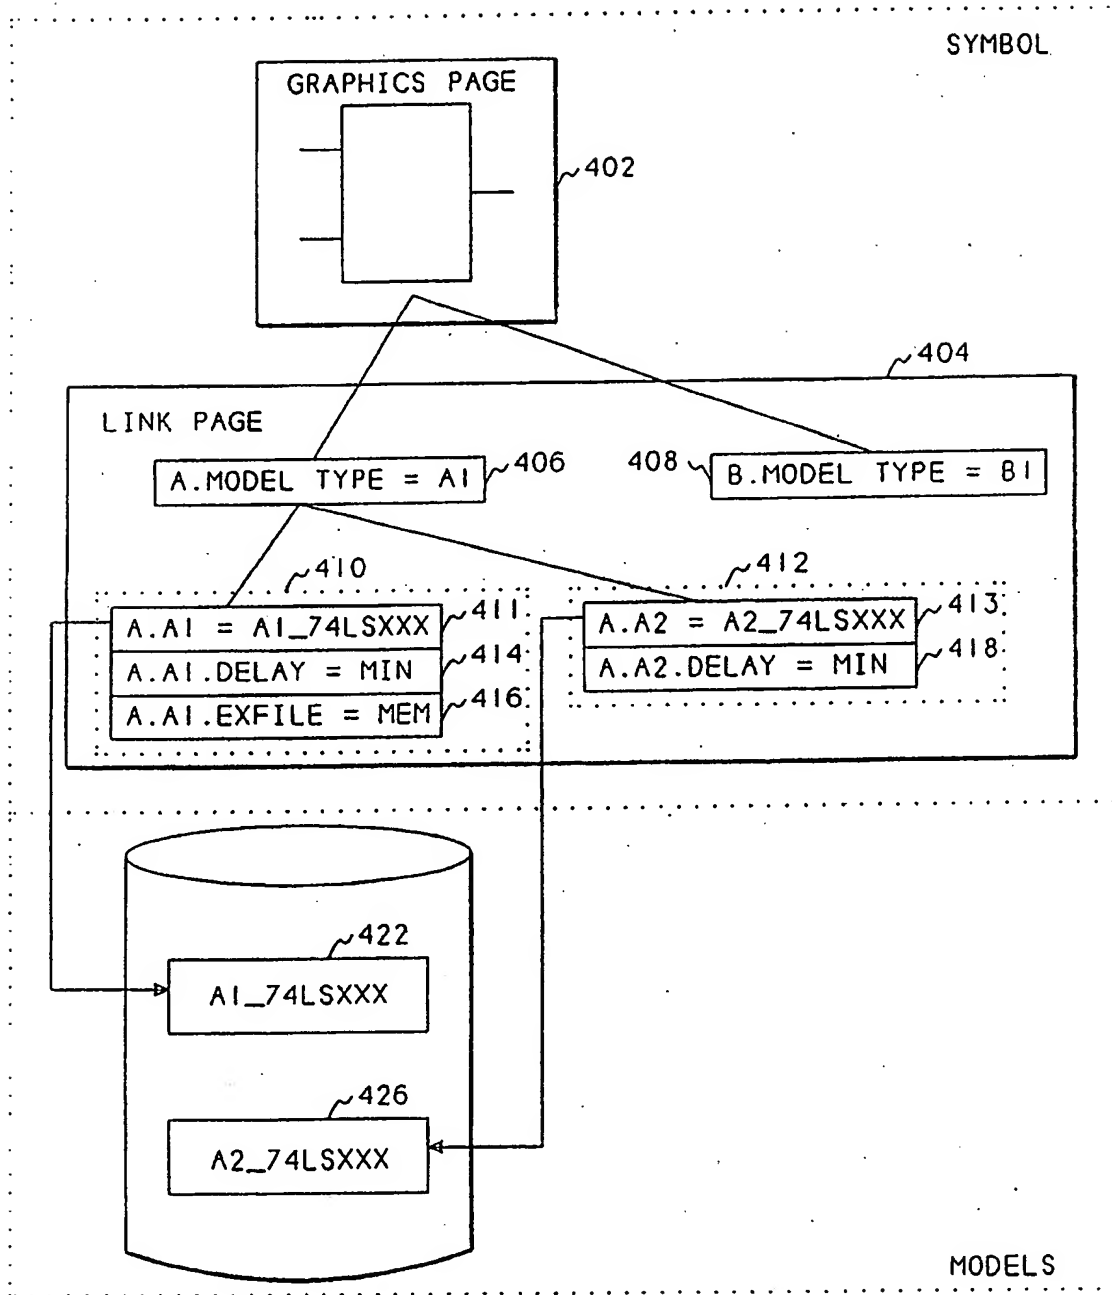 SYMBOL
GRAPHICS PAGE
402
404
LINK PAGE
A.MODEL TYPE = A1
406
408
B.MODEL TYPE = B1
410
412
A.A1 = A1_74LSXXX
411
A.A1.DELAY = MIN
414
A.A1.EXFILE = MEM
416
A.A2 = A2_74LSXXX
413
A.A2.DELAY = MIN
418
422
A1_74LSXXX
426
A2_74LSXXX
MODELS